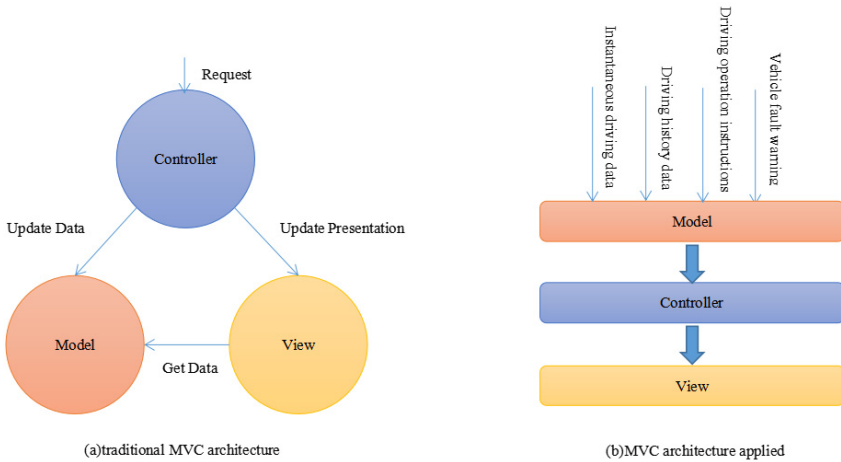 Request
Controller
Update Data
Update Presentation
Model
View
Get Data
(a)traditional MVC architecture
Instantaneous driving data
Driving history data
Driving operation instructions
Vehicle fault warning
Model
Controller
View
(b)MVC architecture applied